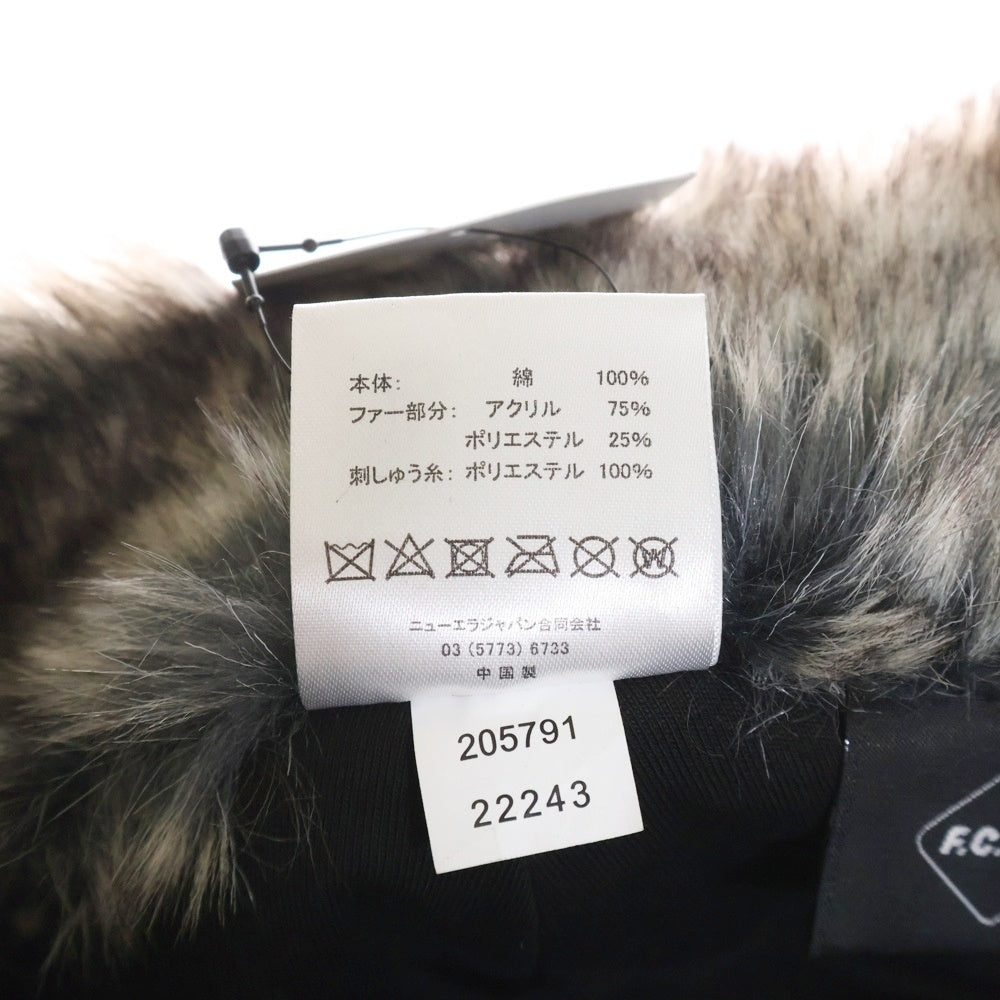 本体: 綿 100%
ファー部分: アクリル 75%
ポリエステル 25%
刺しゅう糸: ポリエステル 100%
W
ニューエラジャパン合同会社
03 (5773) 6733
中国製
205791
22243
F.C.